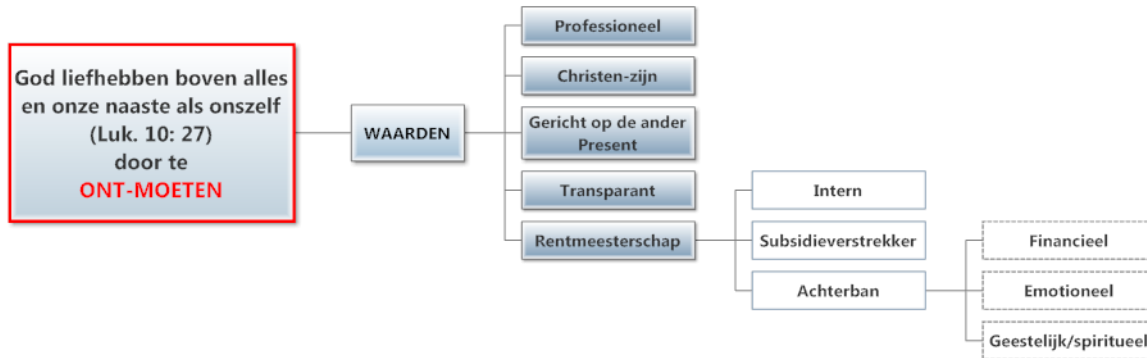 God liefhebben boven alles
en onze naaste als onszelf
(Luk. 10: 27)
door te
ONT-MOETEN
WAARDEN
Professioneel
Christen-zijn
Gericht op de ander
Present
Transparant
Rentmeesterschap
Intern
Subsidieverstrekker
Achterban
Financieel
Emotioneel
Geestelijk/spiritueel